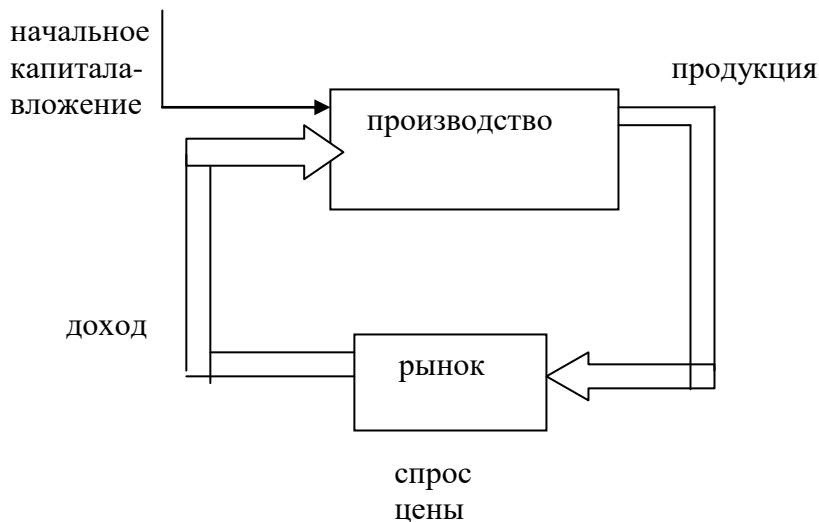 начальное
капитала-
вложение
продукция
производство
доход
рынок
спрос
цены